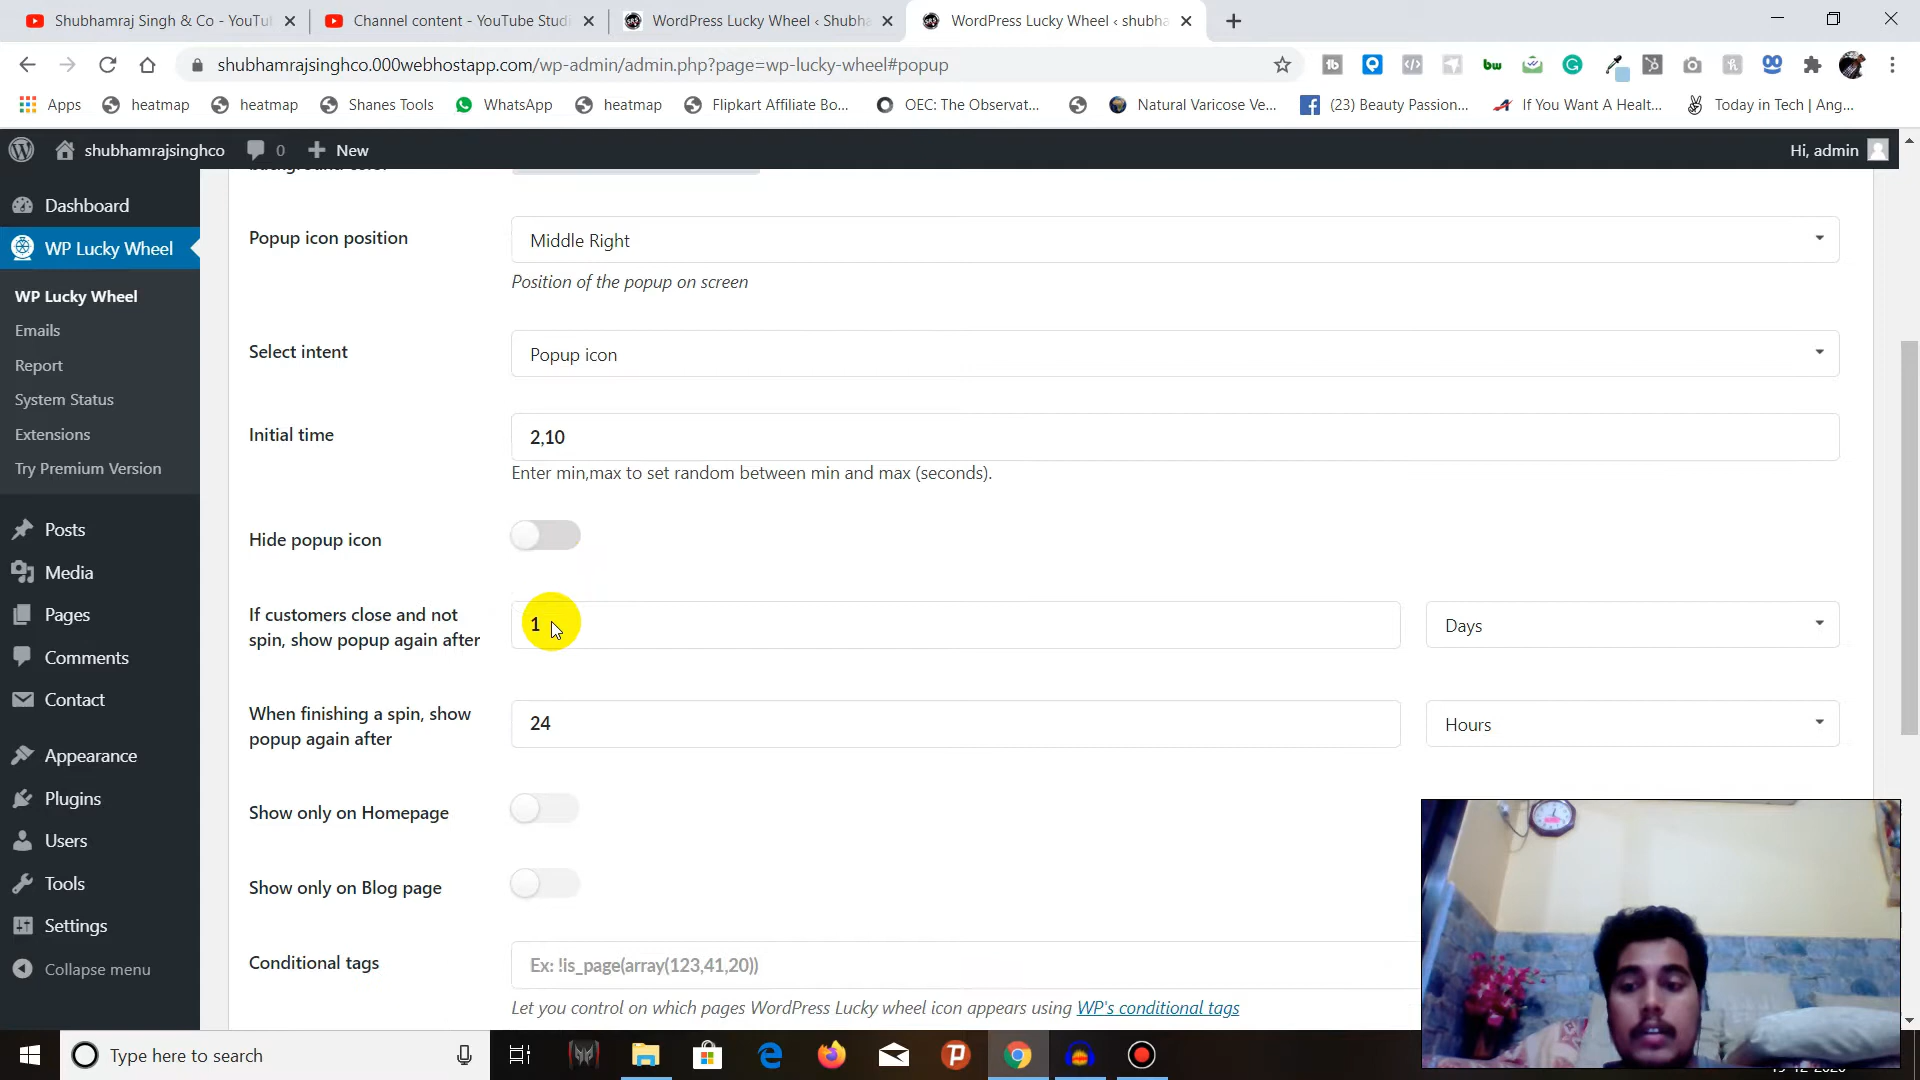 Shubhamraj Singh & Co - YouTu
Channel content - YouTube Studi
WordPress Lucky Wheel ‹ Shubha
WordPress Lucky Wheel ‹ shubha
shubhamrajsinghco.000webhostapp.com/wp-admin/admin.php?page=wp-lucky-wheel#popup
Apps
heatmap
heatmap
Shanes Tools
WhatsApp
heatmap
Flipkart Affiliate Bo...
OEC: The Observat...
Natural Varicose Ve...
(23) Beauty Passion...
If You Want A Healt...
Today in Tech | Ang...
shubhamrajsinghco
0
New
Hi, admin
Dashboard
WP Lucky Wheel
WP Lucky Wheel
Emails
Report
System Status
Extensions
Try Premium Version
Posts
Media
Pages
Comments
Contact
Appearance
Plugins
Users
Tools
Settings
Collapse menu
Popup icon position
Middle Right
Position of the popup on screen
Select intent
Popup icon
Initial time
2,10
Enter min,max to set random between min and max (seconds).
Hide popup icon
If customers close and not
spin, show popup again after
1
Days
When finishing a spin, show
popup again after
24
Hours
Show only on Homepage
Show only on Blog page
Conditional tags
Ex: !is_page(array(123,41,20))
Let you control on which pages WordPress Lucky wheel icon appears using WP's conditional tags
Type here to search